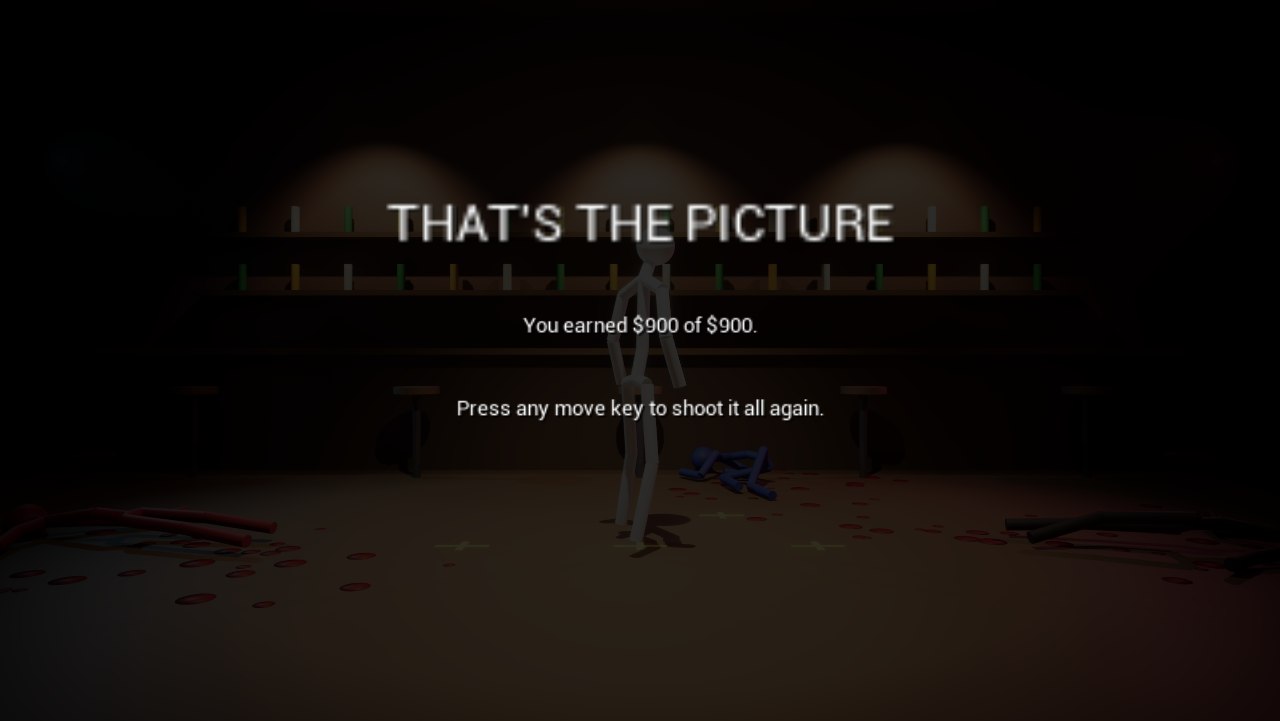 THAT'S THE PICTURE
You earned $900 of $900.
Press any move key to shoot it all again.